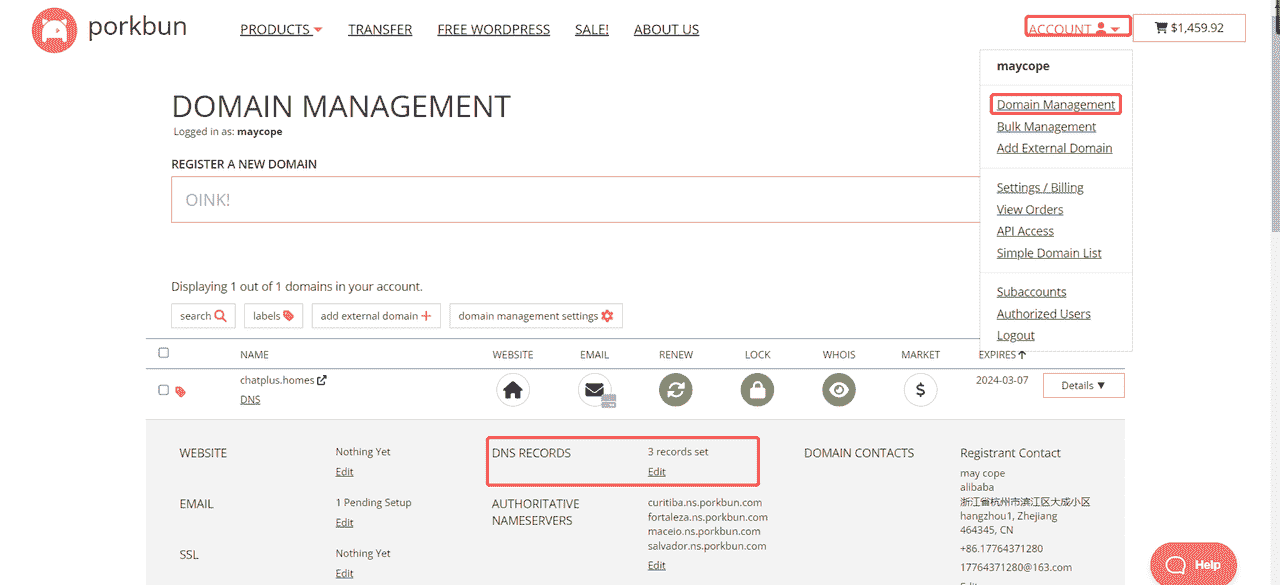 porkbun
PRODUCTS TRANSFER FREE WORDPRESS SALE! ABOUT US
ACCOUNT
$1,459.92
maycope
Domain Management
Bulk Management
Add External Domain
Settings / Billing
View Orders
API Access
Simple Domain List
Subaccounts
Authorized Users
Logout
DOMAIN MANAGEMENT
Logged in as: maycope
REGISTER A NEW DOMAIN
OINK!
Displaying 1 out of 1 domains in your account.
search labels add external domain domain management settings
NAME WEBSITE EMAIL RENEW LOCK WHOIS MARKET EXPIRES
chatplus.homes 2024-03-07 Details
DNS
WEBSITE
Nothing Yet
Edit
EMAIL
1 Pending Setup
Edit
SSL
Nothing Yet
Edit
DNS RECORDS
3 records set
Edit
AUTHORITATIVE
NAMESERVERS
curitiba.ns.porkbun.com
fortaleza.ns.porkbun.com
maceio.ns.porkbun.com
salvador.ns.porkbun.com
Edit
DOMAIN CONTACTS
Registrant Contact
may cope
alibaba
浙江省杭州市滨江区大成小区
hangzhou1, Zhejiang
464345, CN
+86.17764371280
17764371280@163.com
Help